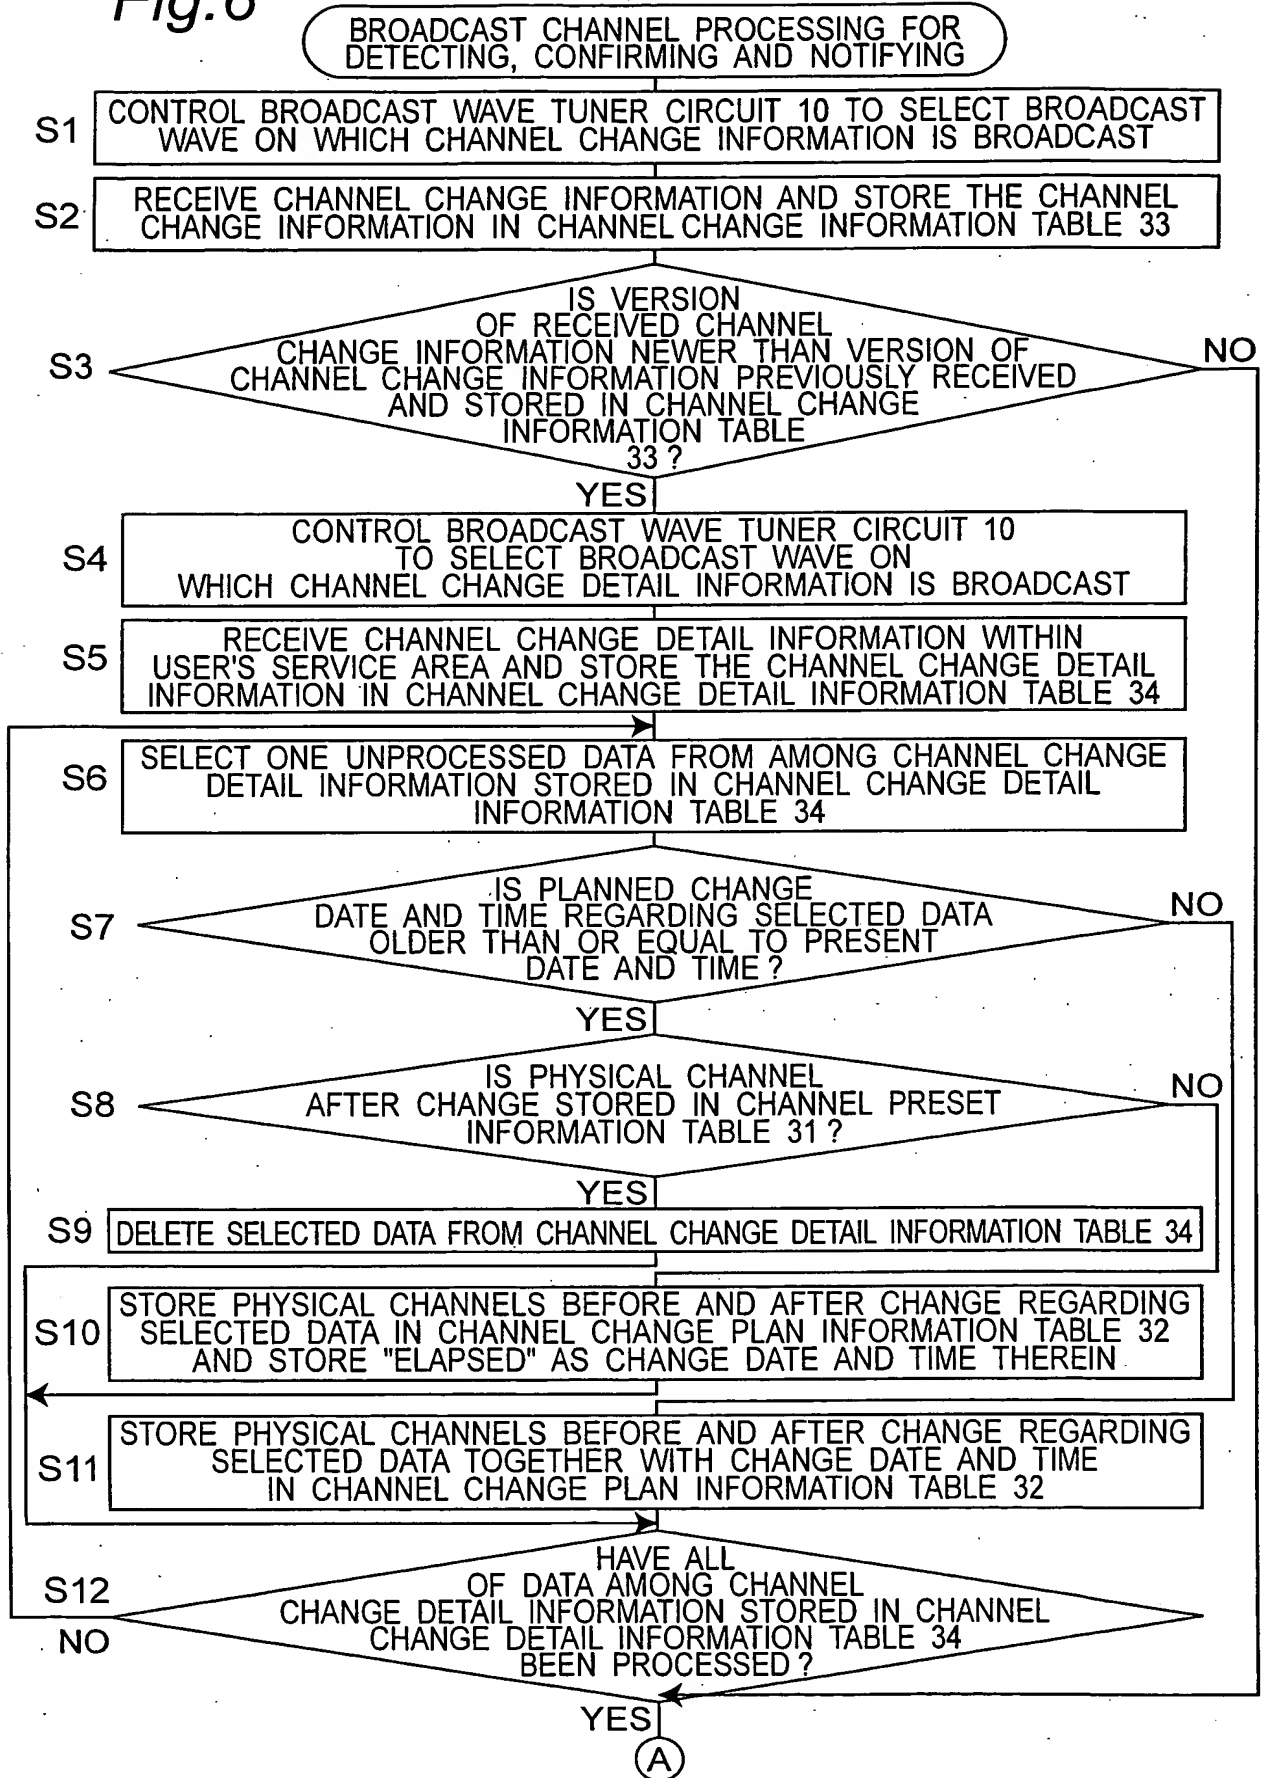 Fig.6
BROADCAST CHANNEL PROCESSING FOR
DETECTING, CONFIRMING AND NOTIFYING
S1
CONTROL BROADCAST WAVE TUNER CIRCUIT 10 TO SELECT BROADCAST
WAVE ON WHICH CHANNEL CHANGE INFORMATION IS BROADCAST
S2
RECEIVE CHANNEL CHANGE INFORMATION AND STORE THE CHANNEL
CHANGE INFORMATION IN CHANNEL CHANGE INFORMATION TABLE 33
S3
IS VERSION
OF RECEIVED CHANNEL
CHANGE INFORMATION NEWER THAN VERSION OF
CHANNEL CHANGE INFORMATION PREVIOUSLY RECEIVED
AND STORED IN CHANNEL CHANGE
INFORMATION TABLE
33 ?
NO
YES
S4
CONTROL BROADCAST WAVE TUNER CIRCUIT 10
TO SELECT BROADCAST WAVE ON
WHICH CHANNEL CHANGE DETAIL INFORMATION IS BROADCAST
S5
RECEIVE CHANNEL CHANGE DETAIL INFORMATION WITHIN
USER'S SERVICE AREA AND STORE THE CHANNEL CHANGE DETAIL
INFORMATION IN CHANNEL CHANGE DETAIL INFORMATION TABLE 34
S6
SELECT ONE UNPROCESSED DATA FROM AMONG CHANNEL CHANGE
DETAIL INFORMATION STORED IN CHANNEL CHANGE DETAIL
INFORMATION TABLE 34
S7
IS PLANNED CHANGE
DATE AND TIME REGARDING SELECTED DATA
OLDER THAN OR EQUAL TO PRESENT
DATE AND TIME ?
NO
YES
S8
IS PHYSICAL CHANNEL
AFTER CHANGE STORED IN CHANNEL PRESET
INFORMATION TABLE 31 ?
NO
YES
S9
DELETE SELECTED DATA FROM CHANNEL CHANGE DETAIL INFORMATION TABLE 34
S10
STORE PHYSICAL CHANNELS BEFORE AND AFTER CHANGE REGARDING
SELECTED DATA IN CHANNEL CHANGE PLAN INFORMATION TABLE 32
AND STORE "ELAPSED" AS CHANGE DATE AND TIME THEREIN
S11
STORE PHYSICAL CHANNELS BEFORE AND AFTER CHANGE REGARDING
SELECTED DATA TOGETHER WITH CHANGE DATE AND TIME
IN CHANNEL CHANGE PLAN INFORMATION TABLE 32
S12
HAVE ALL
OF DATA AMONG CHANNEL
CHANGE DETAIL INFORMATION STORED IN CHANNEL
CHANGE DETAIL INFORMATION TABLE 34
BEEN PROCESSED ?
NO
YES
A